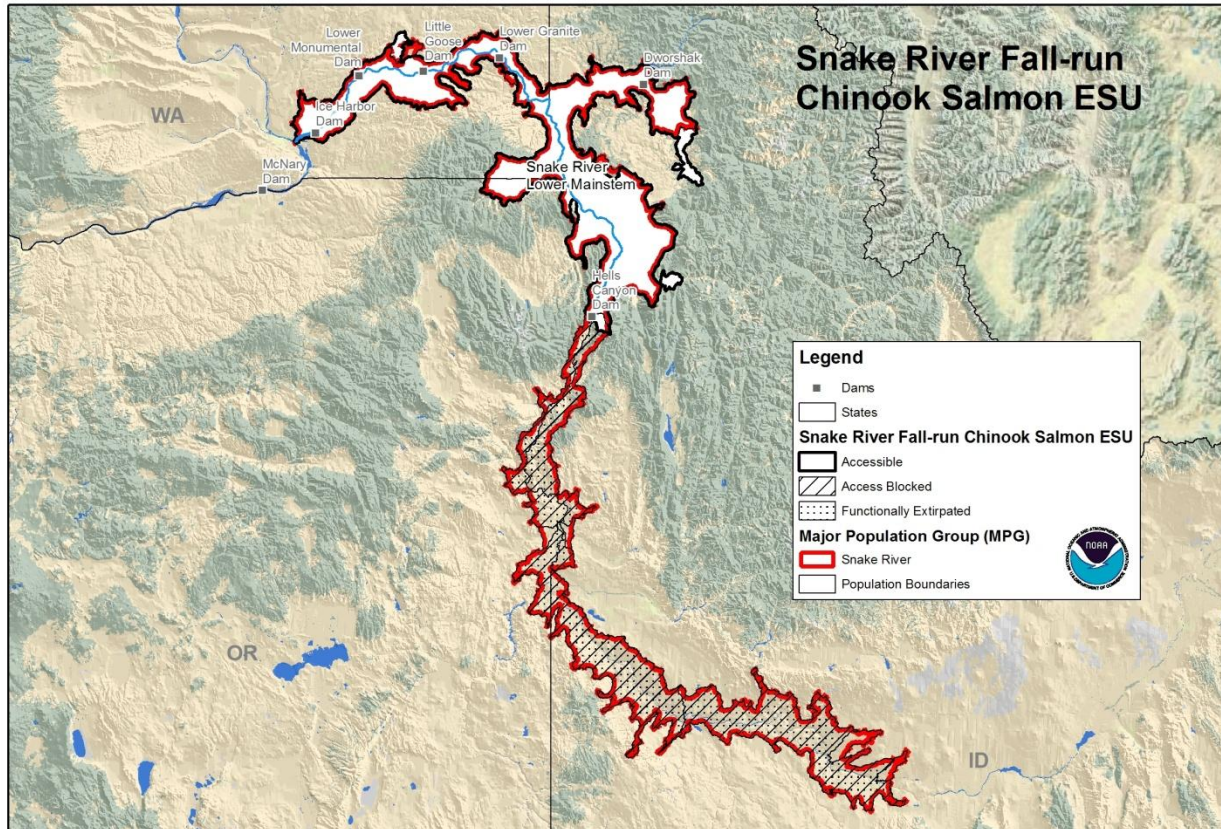 Snake River Fall-run
Chinook Salmon ESU
Lower
Monumental
Dam
Little
Goose
Dam
Lower Granite
Dam
Dworshak
Dam
WA
Ice Harbor
Dam
McNary
Dam
Snake River
Lower Mainstem
Hells
Canyon
Dam
Legend
Dams
States
Snake River Fall-run Chinook Salmon ESU
Accessible
Access Blocked
Functionally Extirpated
Major Population Group (MPG)
Snake River
Population Boundaries
NOAA
OR
ID